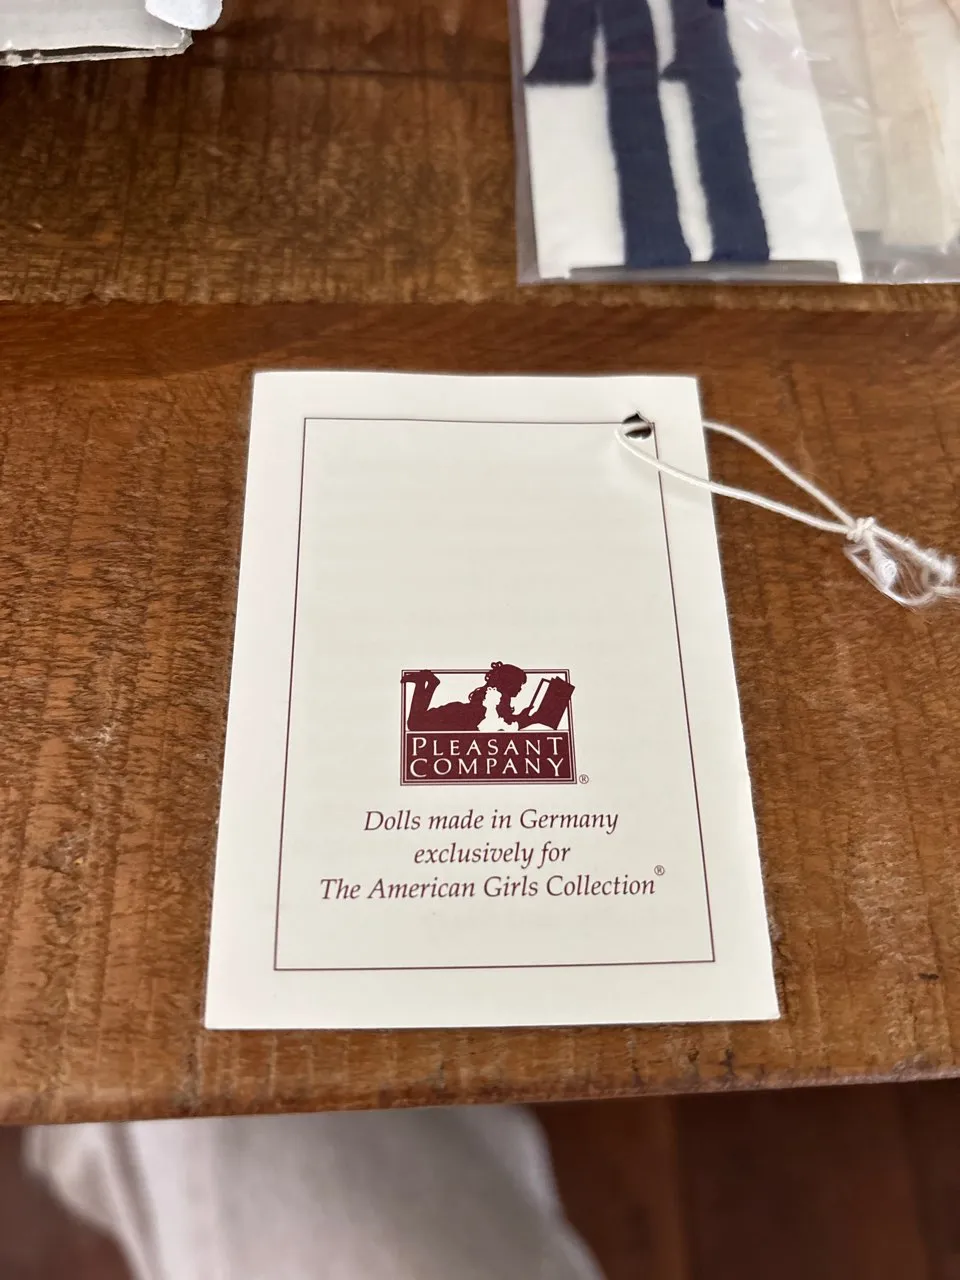 PLEASANT
COMPANY®
Dolls made in Germany
exclusively for
The American Girls Collection®